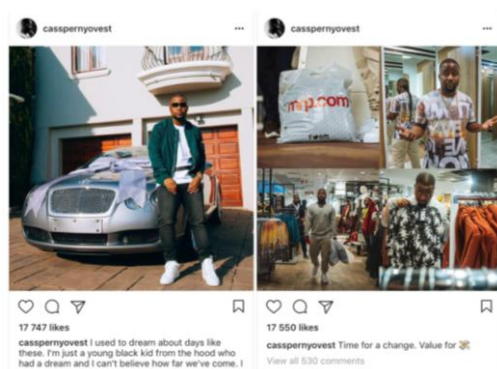 casspernyovest
17 747 likes
casspernyovest I used to dream about days like
these. I'm just a young black kid from the hood who
had a dream and I can't believe how far we've come. I
casspernyovest
mrp.com
17 550 likes
casspernyovest Time for a change. Value for 💸
View all 530 comments